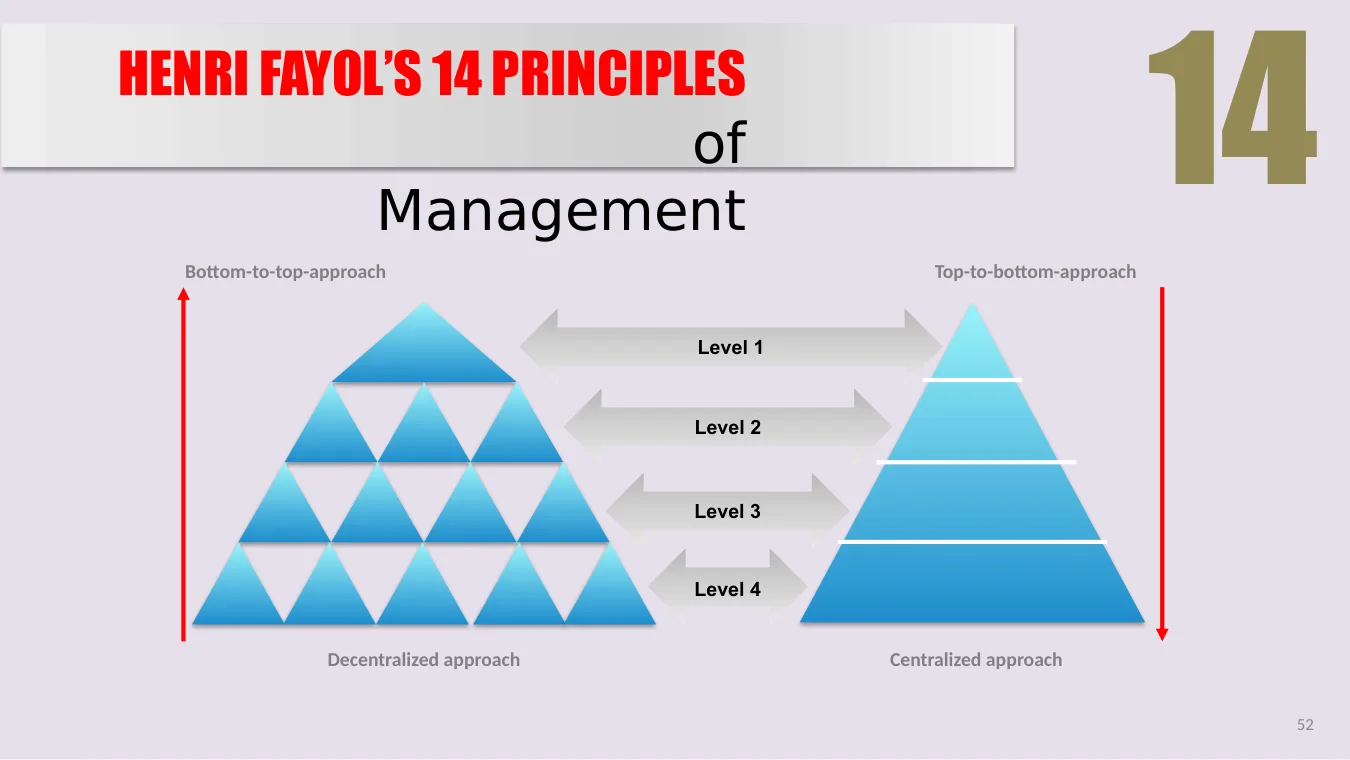 HENRI FAYOL’S 14 PRINCIPLES
of
Management
14
Bottom-to-top-approach
Top-to-bottom-approach
Level 1
Level 2
Level 3
Level 4
Decentralized approach
Centralized approach
52